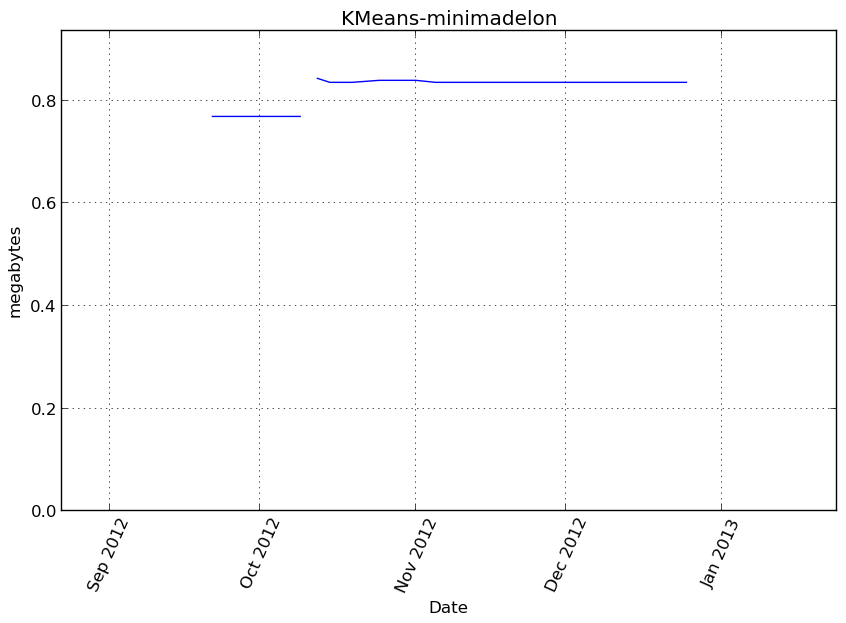 KMeans-minimadelon
megabytes
0.8
0.6
0.4
0.2
0.0
Sep 2012
Oct 2012
Nov 2012
Dec 2012
Jan 2013
Date